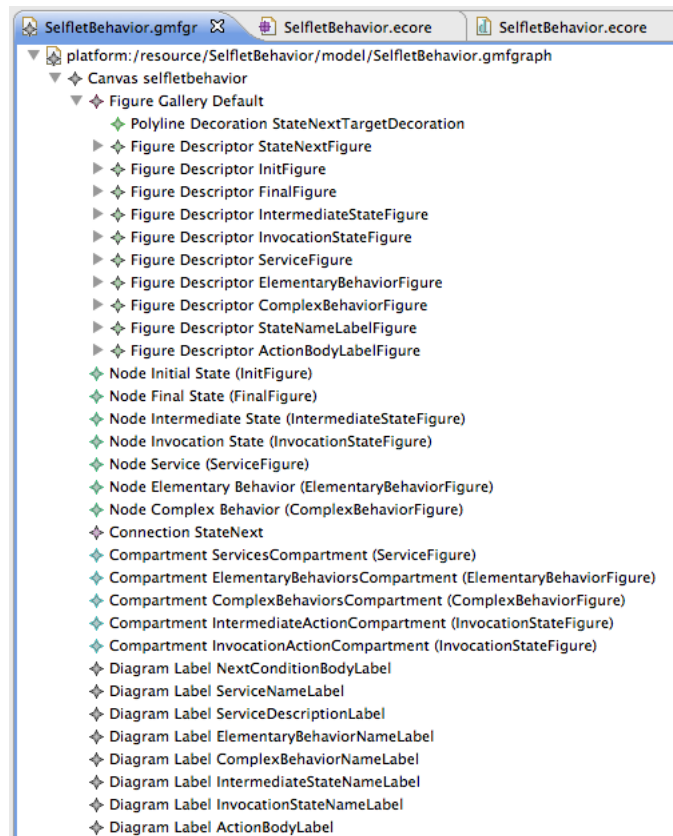 SelfletBehavior.gmfgr SelfletBehavior.ecore SelfletBehavior.ecore
platform:/resource/SelfletBehavior/model/SelfletBehavior.gmfgraph
Canvas selfletbehavior
Figure Gallery Default
Polyline Decoration StateNextTargetDecoration
Figure Descriptor StateNextFigure
Figure Descriptor InitFigure
Figure Descriptor FinalFigure
Figure Descriptor IntermediateStateFigure
Figure Descriptor InvocationStateFigure
Figure Descriptor ServiceFigure
Figure Descriptor ElementaryBehaviorFigure
Figure Descriptor ComplexBehaviorFigure
Figure Descriptor StateNameLabelFigure
Figure Descriptor ActionBodyLabelFigure
Node Initial State (InitFigure)
Node Final State (FinalFigure)
Node Intermediate State (IntermediateStateFigure)
Node Invocation State (InvocationStateFigure)
Node Service (ServiceFigure)
Node Elementary Behavior (ElementaryBehaviorFigure)
Node Complex Behavior (ComplexBehaviorFigure)
Connection StateNext
Compartment ServicesCompartment (ServiceFigure)
Compartment ElementaryBehaviorsCompartment (ElementaryBehaviorFigure)
Compartment ComplexBehaviorsCompartment (ComplexBehaviorFigure)
Compartment IntermediateActionCompartment (InvocationStateFigure)
Compartment InvocationActionCompartment (InvocationStateFigure)
Diagram Label NextConditionBodyLabel
Diagram Label ServiceNameLabel
Diagram Label ServiceDescriptionLabel
Diagram Label ElementaryBehaviorNameLabel
Diagram Label ComplexBehaviorNameLabel
Diagram Label IntermediateStateNameLabel
Diagram Label InvocationStateNameLabel
Diagram Label ActionBodyLabel